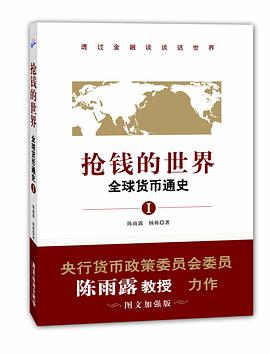 透过金融谈谈这世界
抢钱的世界
全球货币通史
I
陈雨露 杨栋 著
央行货币政策委员会委员
陈雨露 教授 力作
图文加强版
抢钱的世界
全球货币通史 I